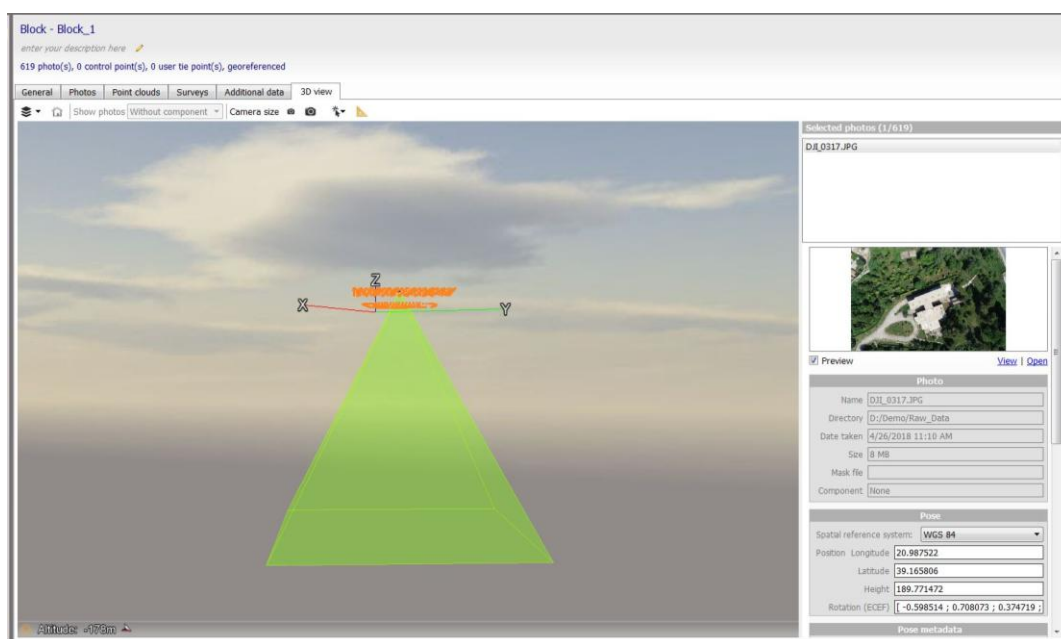 Block - Block_1
enter your description here
619 photo(s), 0 control point(s), 0 user tie point(s), georeferenced
General Photos Point clouds Surveys Additional data 3D view
Show photos Without component Camera size
Selected photos (1/619)
DJI_0317.JPG
Z
X
Y
Preview View | Open
Photo
Name DJI_0317.JPG
Directory D:/Demo/Raw_Data
Date taken 4/26/2018 11:10 AM
Size 8 MB
Mask file
Component None
Pose
Spatial reference system: WGS 84
Position Longitude 20.987522
Latitude 39.165806
Height 189.771472
Rotation (ECEF) [ -0.598514 ; 0.708073 ; 0.374719 ;
Pose metadata
Altitude: -178m